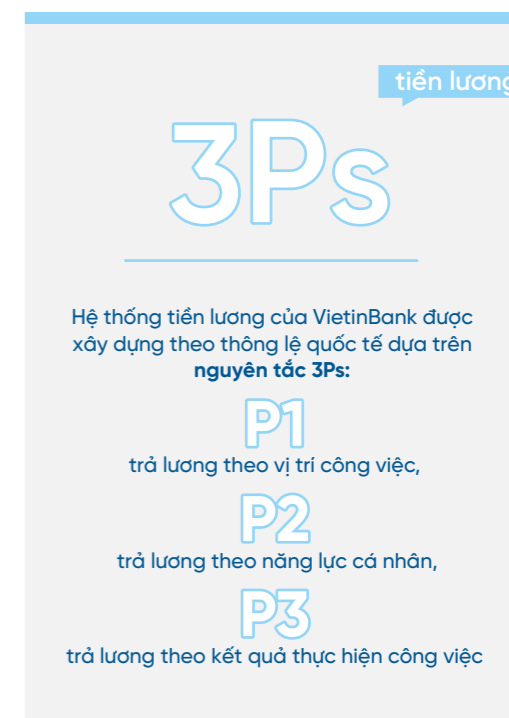 tiền lương
3Ps
Hệ thống tiền lương của VietinBank được
xây dựng theo thông lệ quốc tế dựa trên
nguyên tắc 3Ps:
P1
trả lương theo vị trí công việc,
P2
trả lương theo năng lực cá nhân,
P3
trả lương theo kết quả thực hiện công việc